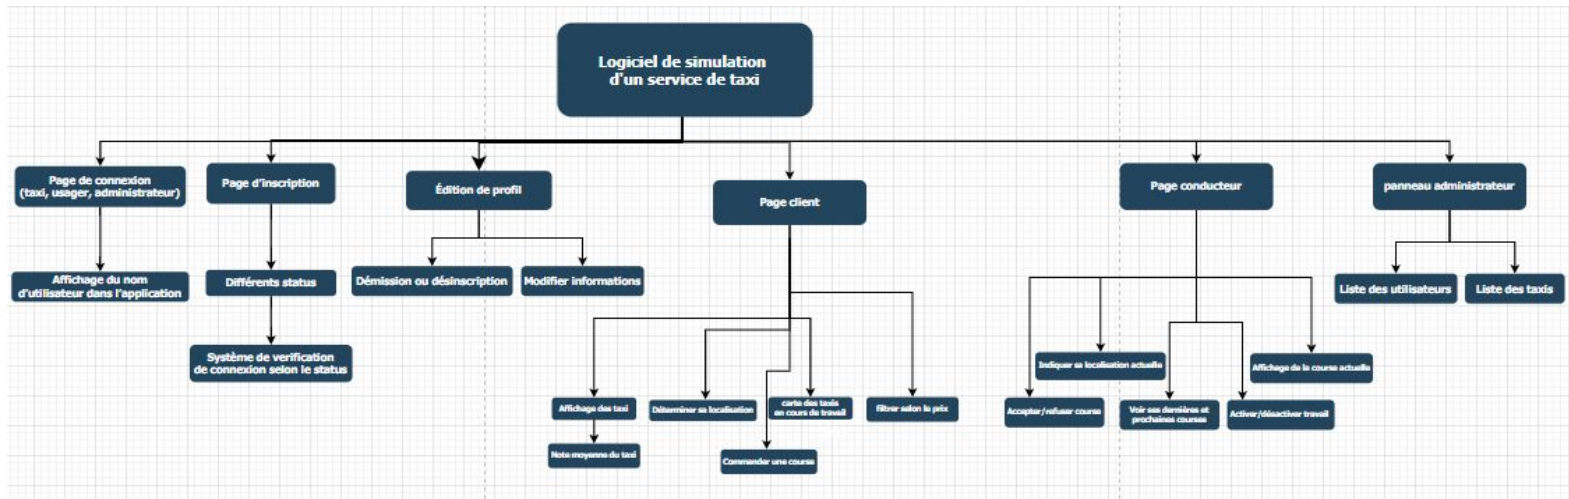 Logiciel de simulation
d'un service de taxi
Page de connexion
(taxi, usager, administrateur)
Page d'inscription
Édition de profil
Page client
Page conducteur
panneau administrateur
Affichage du nom
d'utilisateur dans l'application
Différents status
Démission ou désinscription
Modifier informations
Liste des utilisateurs
Liste des taxis
Système de verification
de connexion selon le status
Indiquer sa localisation actuelle
Affichage de la course actuelle
Affichage des taxi
Déterminer sa localisation
carte des taxis
en cours de travail
filtrer selon le prix
Accepter/refuser course
Voir ses dernières et
prochaines courses
Activer/désactiver travail
Note moyenne du taxi
Commander une course